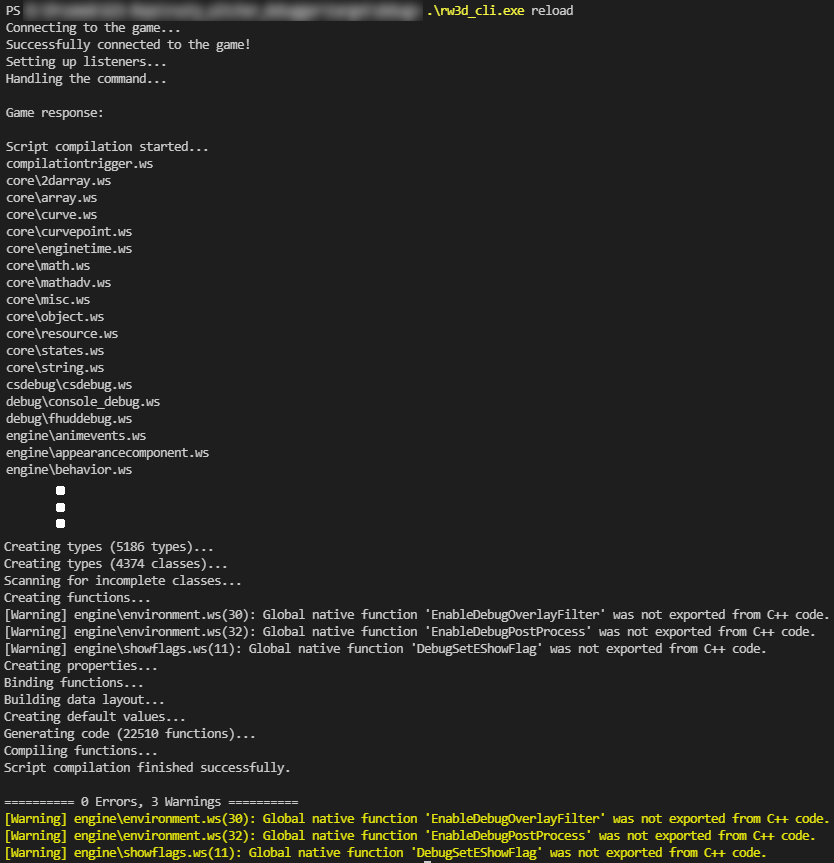 PS .\rw3d_cli.exe reload
Connecting to the game...
Successfully connected to the game!
Setting up listeners...
Handling the command...
Game response:
Script compilation started...
compilationtrigger.ws
core\2darray.ws
core\array.ws
core\curve.ws
core\curvepoint.ws
core\enginetime.ws
core\math.ws
core\mathadv.ws
core\misc.ws
core\object.ws
core\resource.ws
core\states.ws
core\string.ws
csdebug\csdebug.ws
debug\console_debug.ws
debug\fhuddebug.ws
engine\animevents.ws
engine\appearancecomponent.ws
engine\behavior.ws
Creating types (5186 types)...
Creating types (4374 classes)...
Scanning for incomplete classes...
Creating functions...
[Warning] engine\environment.ws(30): Global native function 'EnableDebugOverlayFilter' was not exported from C++ code.
[Warning] engine\environment.ws(32): Global native function 'EnableDebugPostProcess' was not exported from C++ code.
[Warning] engine\showflags.ws(11): Global native function 'DebugSetEShowFlag' was not exported from C++ code.
Creating properties...
Binding functions...
Building data layout...
Creating default values...
Generating code (22510 functions)...
Compiling functions...
Script compilation finished successfully.
========== 0 Errors, 3 Warnings ==========
[Warning] engine\environment.ws(30): Global native function 'EnableDebugOverlayFilter' was not exported from C++ code.
[Warning] engine\environment.ws(32): Global native function 'EnableDebugPostProcess' was not exported from C++ code.
[Warning] engine\showflags.ws(11): Global native function 'DebugSetEShowFlag' was not exported from C++ code.